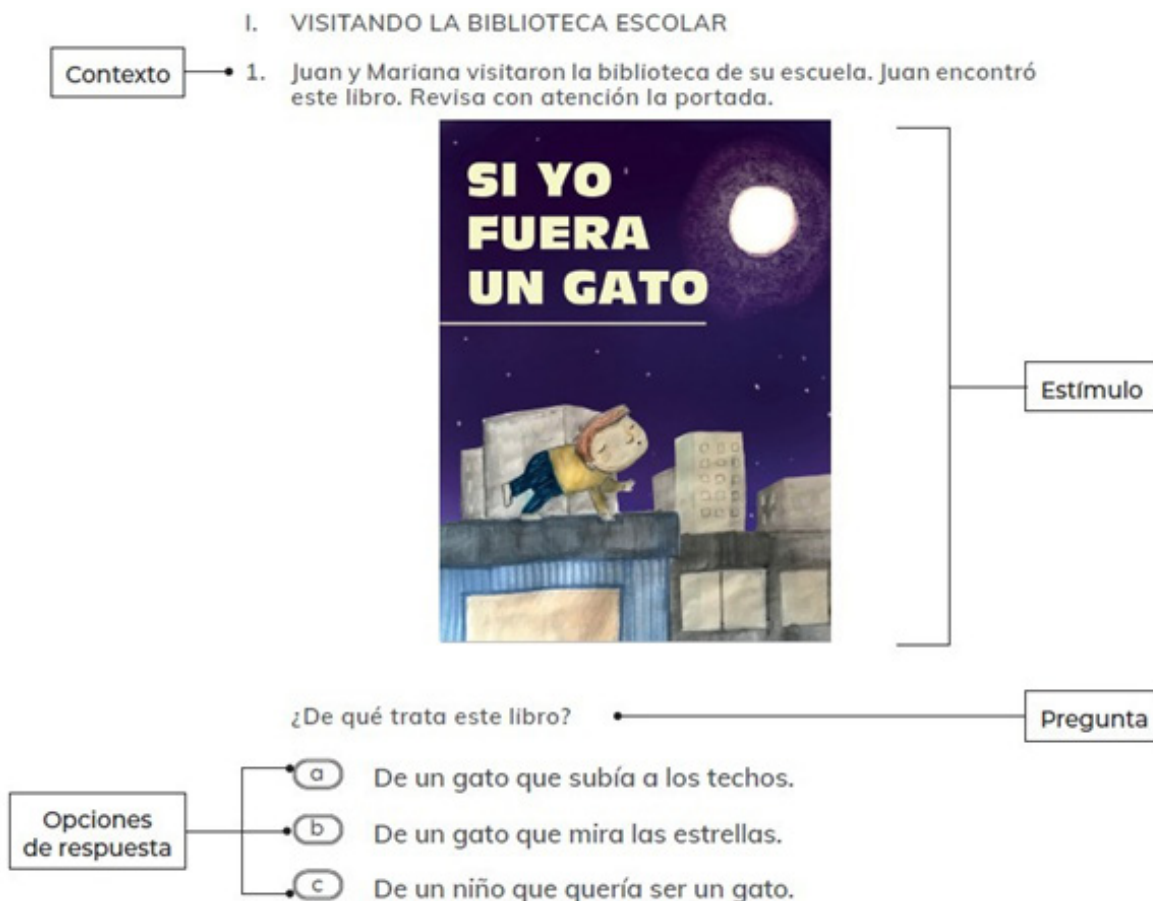 I. VISITANDO LA BIBLIOTECA ESCOLAR
Contexto
1. Juan y Mariana visitaron la biblioteca de su escuela. Juan encontró
este libro. Revisa con atención la portada.
SI YO
FUERA
UN GATO
Estímulo
¿De qué trata este libro?
Pregunta
Opciones
de respuesta
a De un gato que subía a los techos.
b De un gato que mira las estrellas.
c De un niño que quería ser un gato.